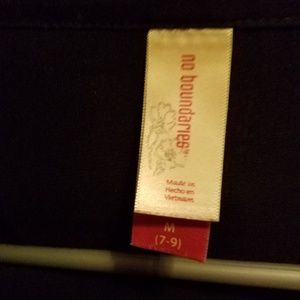 no boundaries
Made in
Hecho en
Vietnam
M
(7-9)